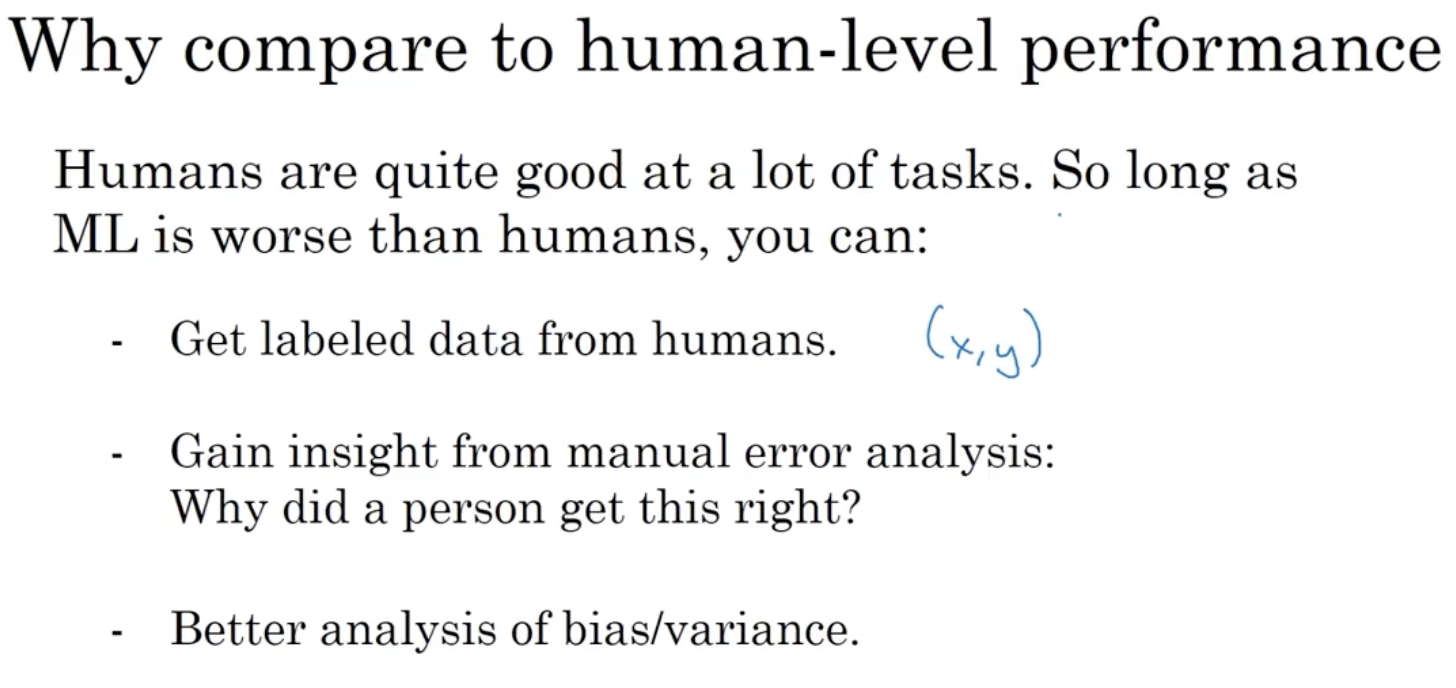 Why compare to human-level performance
Humans are quite good at a lot of tasks. So long as
ML is worse than humans, you can:
- Get labeled data from humans. (x,y)
- Gain insight from manual error analysis:
Why did a person get this right?
- Better analysis of bias/variance.